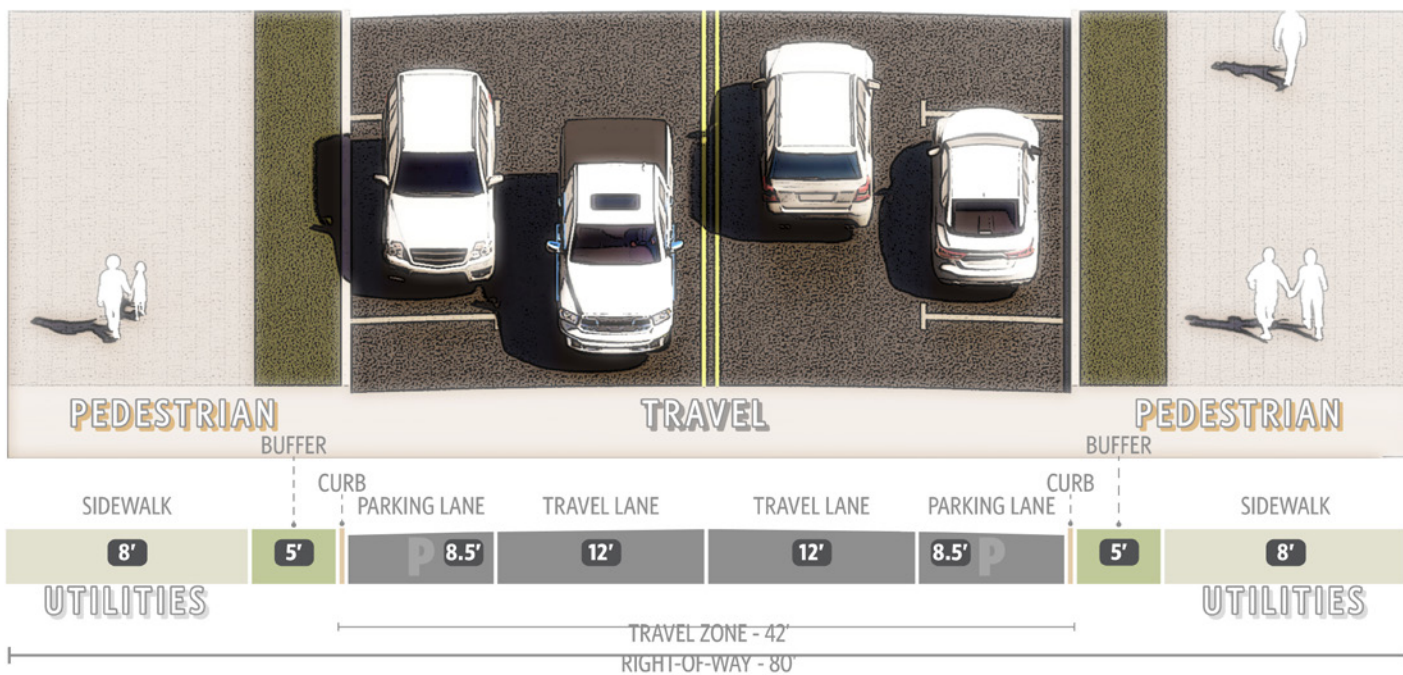 PEDESTRIAN TRAVEL PEDESTRIAN
BUFFER BUFFER
CURB CURB
SIDEWALK PARKING LANE TRAVEL LANE TRAVEL LANE PARKING LANE SIDEWALK
8' 5' P 8.5' 12' 12' 8.5' P 5' 8'
UTILITIES UTILITIES
TRAVEL ZONE - 42'
RIGHT-OF-WAY - 80'